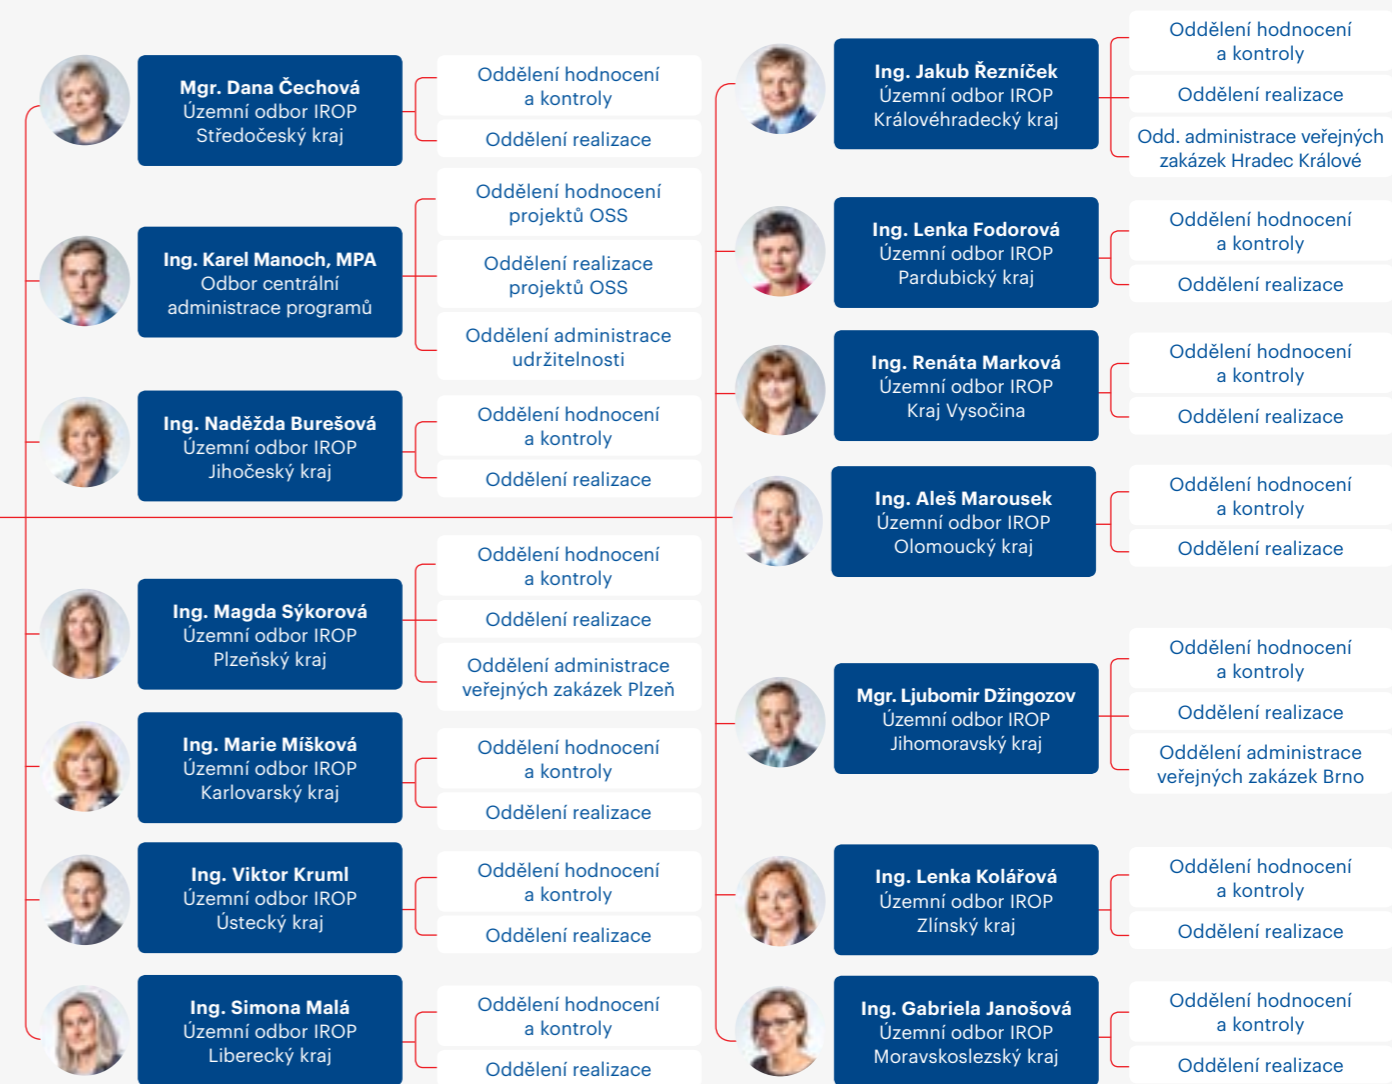 Mgr. Dana Čechová
Územní odbor IROP
Středočeský kraj
Oddělení hodnocení
a kontroly
Oddělení realizace
Ing. Karel Manoch, MPA
Odbor centrální
administrace programů
Oddělení hodnocení
projektů OSS
Oddělení realizace
projektů OSS
Oddělení administrace
udržitelnosti
Ing. Naděžda Burešová
Územní odbor IROP
Jihočeský kraj
Oddělení hodnocení
a kontroly
Oddělení realizace
Ing. Magda Sýkorová
Územní odbor IROP
Plzeňský kraj
Oddělení hodnocení
a kontroly
Oddělení realizace
Oddělení administrace
veřejných zakázek Plzeň
Ing. Marie Míšková
Územní odbor IROP
Karlovarský kraj
Oddělení hodnocení
a kontroly
Oddělení realizace
Ing. Viktor Kruml
Územní odbor IROP
Ústecký kraj
Oddělení hodnocení
a kontroly
Oddělení realizace
Ing. Simona Malá
Územní odbor IROP
Liberecký kraj
Oddělení hodnocení
a kontroly
Oddělení realizace
Ing. Jakub Řezníček
Územní odbor IROP
Královéhradecký kraj
Oddělení hodnocení
a kontroly
Oddělení realizace
Odd. administrace veřejných
zakázek Hradec Králové
Ing. Lenka Fodorová
Územní odbor IROP
Pardubický kraj
Oddělení hodnocení
a kontroly
Oddělení realizace
Ing. Renáta Marková
Územní odbor IROP
Kraj Vysočina
Oddělení hodnocení
a kontroly
Oddělení realizace
Ing. Aleš Marousek
Územní odbor IROP
Olomoucký kraj
Oddělení hodnocení
a kontroly
Oddělení realizace
Mgr. Ljubomir Džingozov
Územní odbor IROP
Jihomoravský kraj
Oddělení hodnocení
a kontroly
Oddělení realizace
Oddělení administrace
veřejných zakázek Brno
Ing. Lenka Kolářová
Územní odbor IROP
Zlínský kraj
Oddělení hodnocení
a kontroly
Oddělení realizace
Ing. Gabriela Janošová
Územní odbor IROP
Moravskoslezský kraj
Oddělení hodnocení
a kontroly
Oddělení realizace